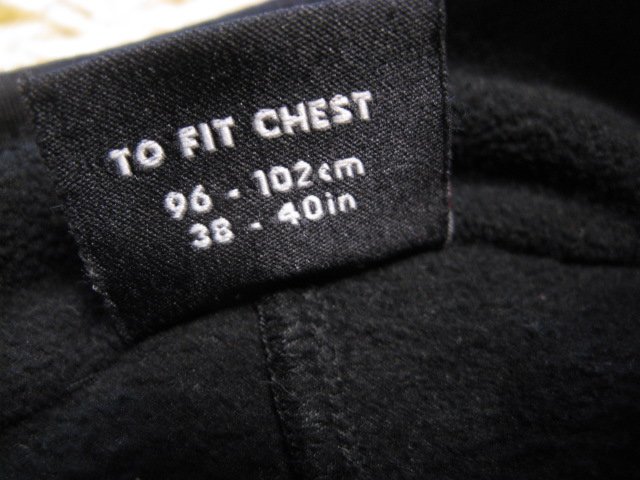 TO FIT CHEST
96 - 102cm
38 - 40in